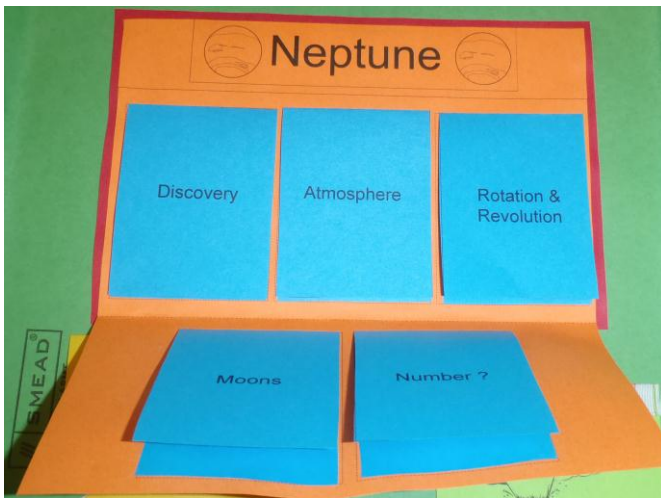 Neptune
Discovery
Atmosphere
Rotation &
Revolution
Moons
Number ?
SMEAD